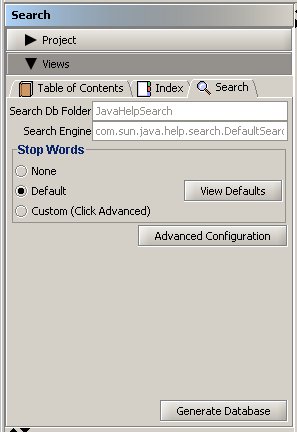 Search
Project
Views
Table of Contents Index Search
Search Db Folder JavaHelpSearch
Search Engine com.sun.java.help.search.DefaultSearc
Stop Words
None
Default View Defaults
Custom (Click Advanced)
Advanced Configuration
Generate Database